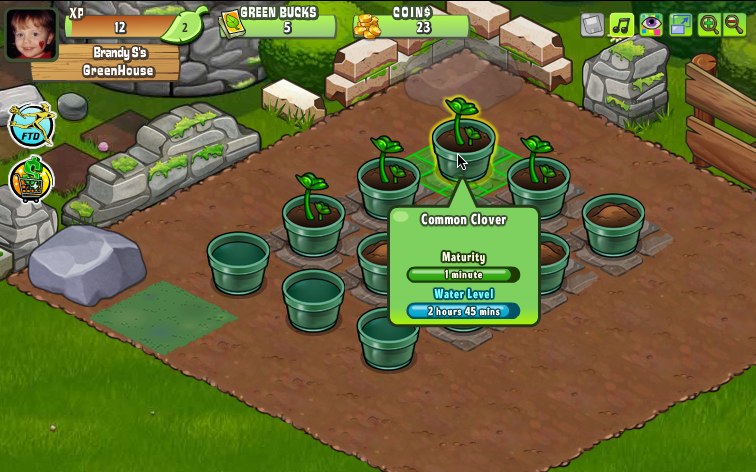 XP
12
2
GREEN BUCKS
5
COIN$
23
Brandy S's
GreenHouse
FTD
Common Clover
Maturity
1 minute
Water Level
2 hours 45 mins